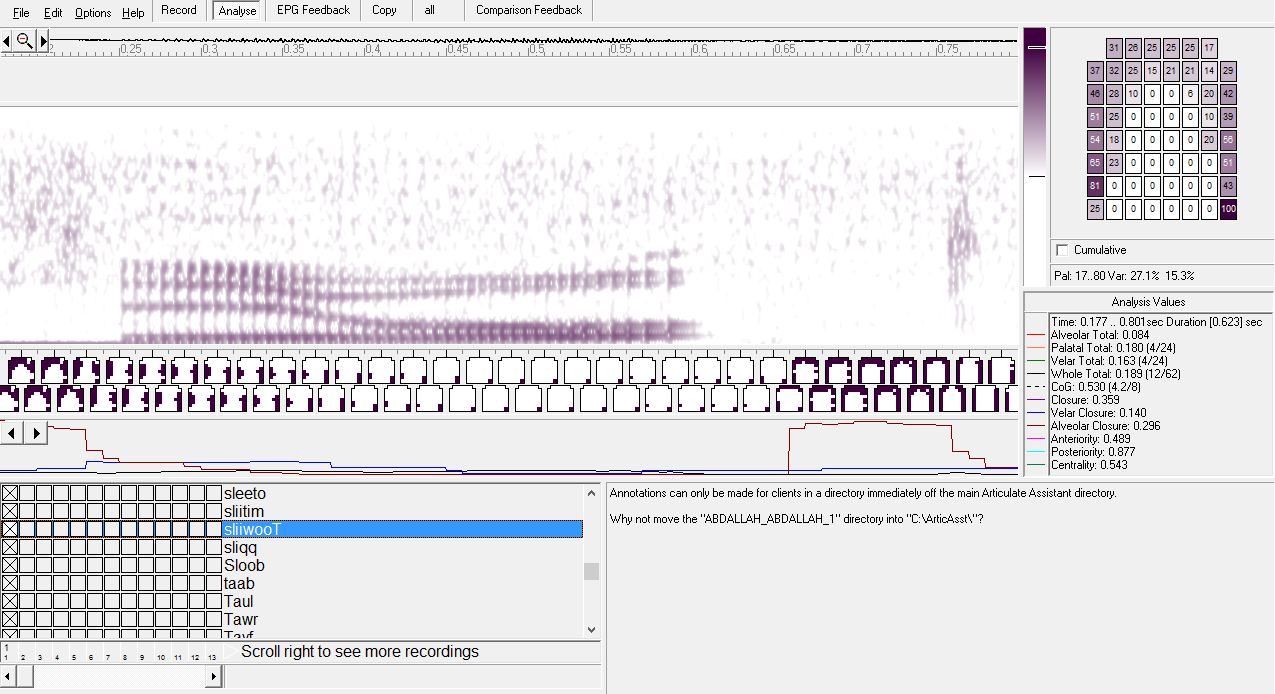 File Edit Options Help Record Analyse EPG Feedback Copy all Comparison Feedback
0.25 0.3 0.35 0.4 0.45 0.5 0.55 0.6 0.65 0.7 0.75
31 26 25 25 25 17
37 32 25 15 21 21 14 29
46 28 10 0 0 6 20 42
51 25 0 0 0 0 10 39
54 18 0 0 0 0 20 56
65 23 0 0 0 0 0 51
81 0 0 0 0 0 0 43
25 0 0 0 0 0 0 100
Cumulative
Pal: 17..80 Var: 27.1% 15.3%
Analysis Values
Time: 0.177 .. 0.801sec Duration [0.623] sec
Alveolar Total: 0.084
Palatal Total: 0.180 (4/24)
Velar Total: 0.163 (4/24)
Whole Total: 0.189 (12/62)
CoG: 0.530 (4.2/8)
Closure: 0.359
Velar Closure: 0.140
Alveolar Closure: 0.296
Anteriority: 0.489
Posteriority: 0.877
Centrality: 0.543
sleeto
sliitim
sliiwooT
sliqq
Sloob
taab
Taul
Tawr
Tayf
1
1 2 3 4 5 6 7 8 9 10 11 12 13
Scroll right to see more recordings
Annotations can only be made for clients in a directory immediately off the main Articulate Assistant directory.
Why not move the "ABDALLAH_ABDALLAH_1" directory into "C:\ArticAsst\"?